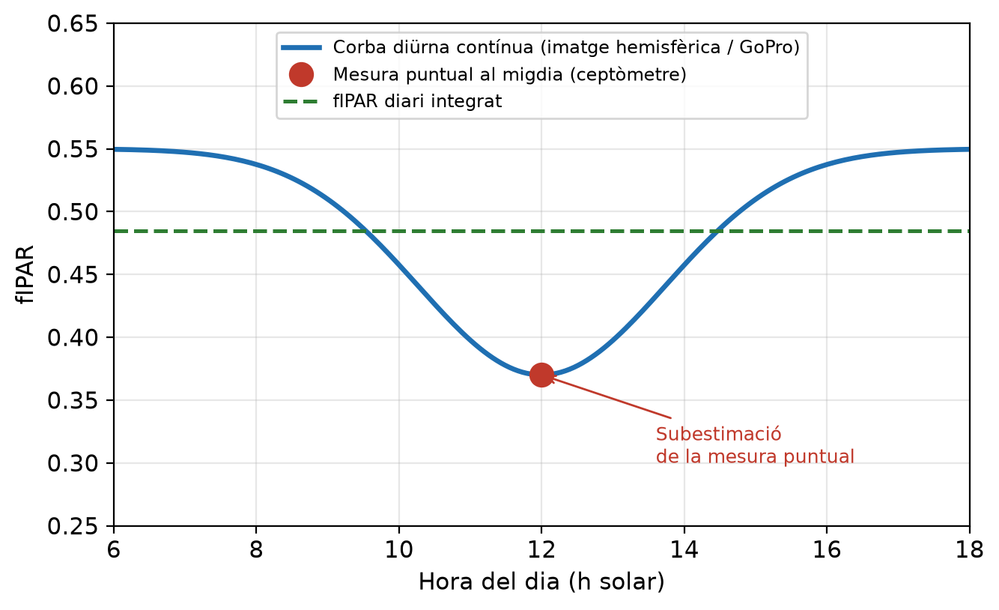 0.65
0.60
0.55
0.50
0.45
0.40
0.35
0.30
0.25
fIPAR
Corba diürna contínua (imatge hemisfèrica / GoPro)
Mesura puntual al migdia (ceptòmetre)
fIPAR diari integrat
Subestimació
de la mesura puntual
6 8 10 12 14 16 18
Hora del dia (h solar)